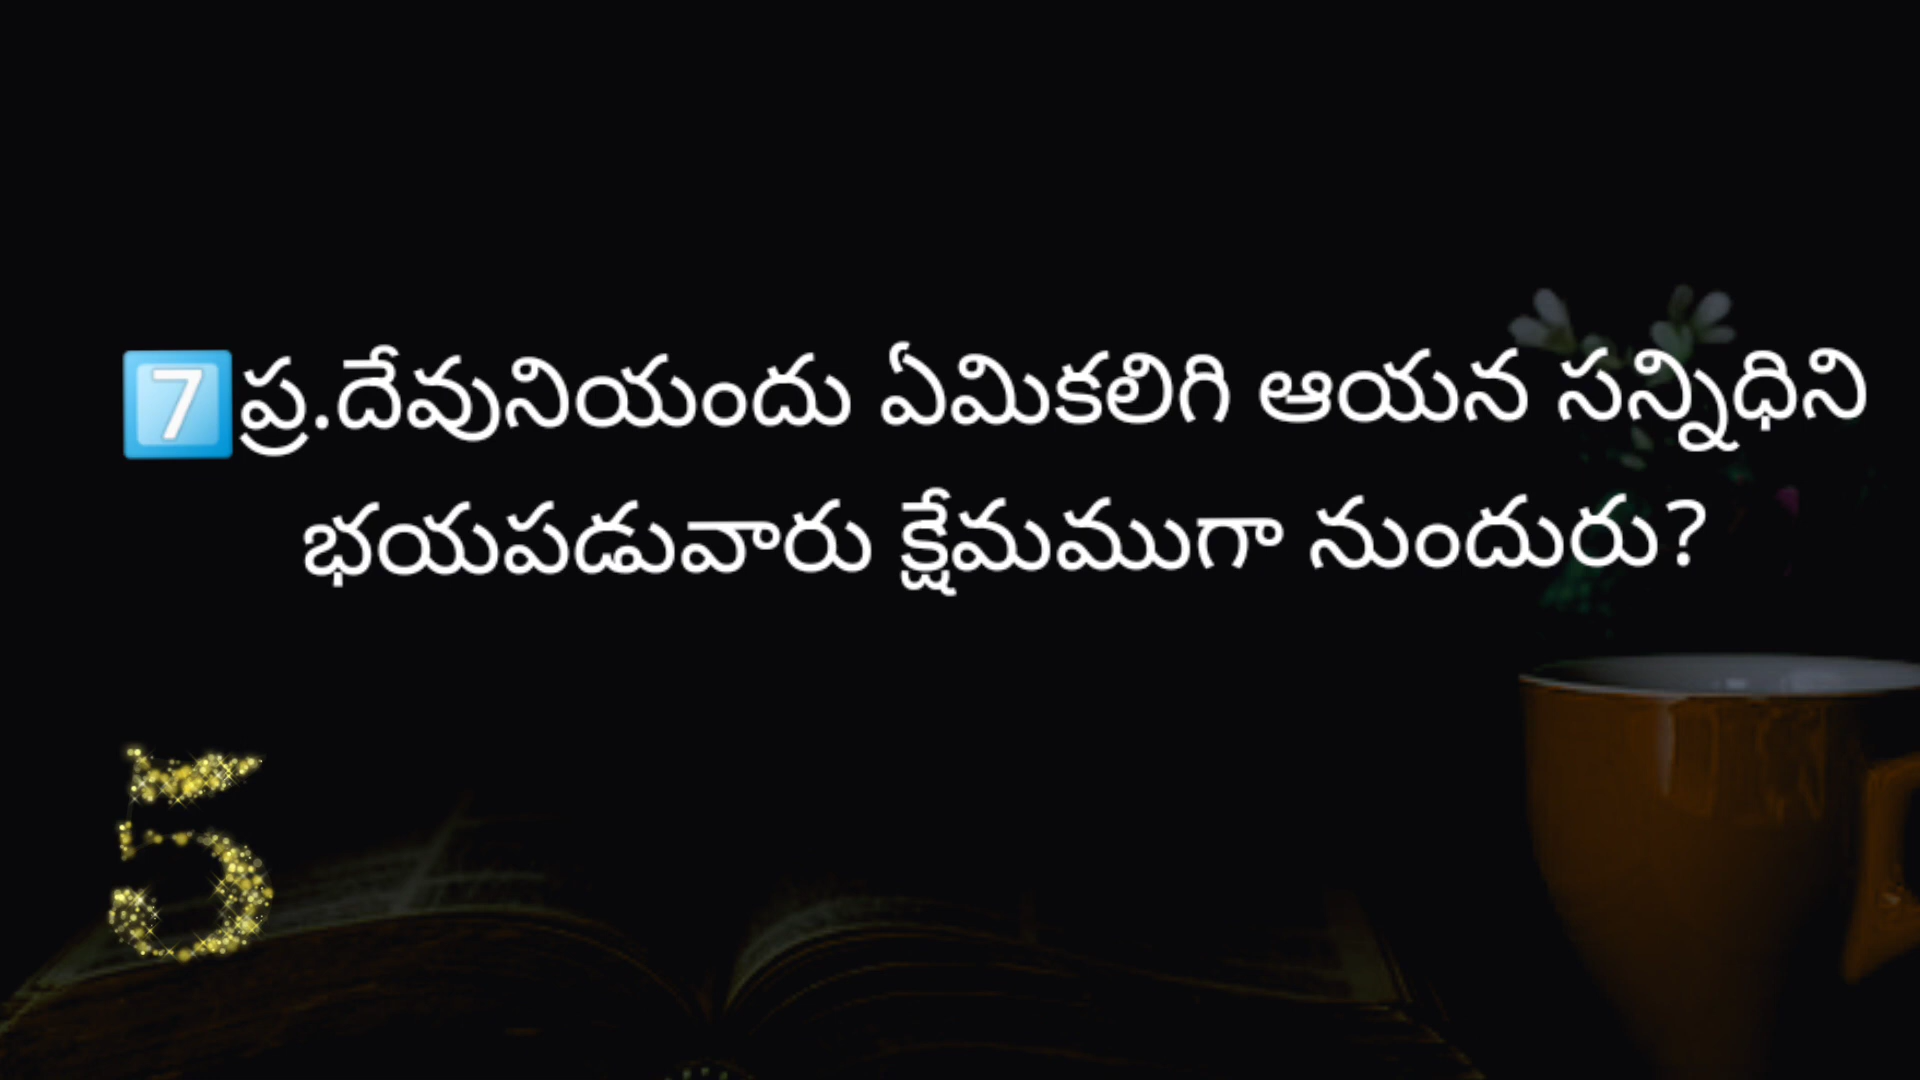 7️⃣ప్ర.దేవునియందు ఏమికలిగి ఆయన సన్నిధిని
భయపడువారు క్షేమముగా నుందురు?
5